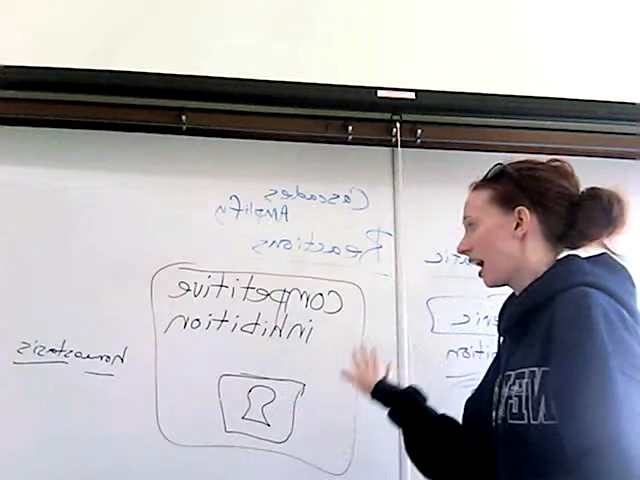 Cascades
Amplify
Reactions
competitive
inhibition
Homeostasis